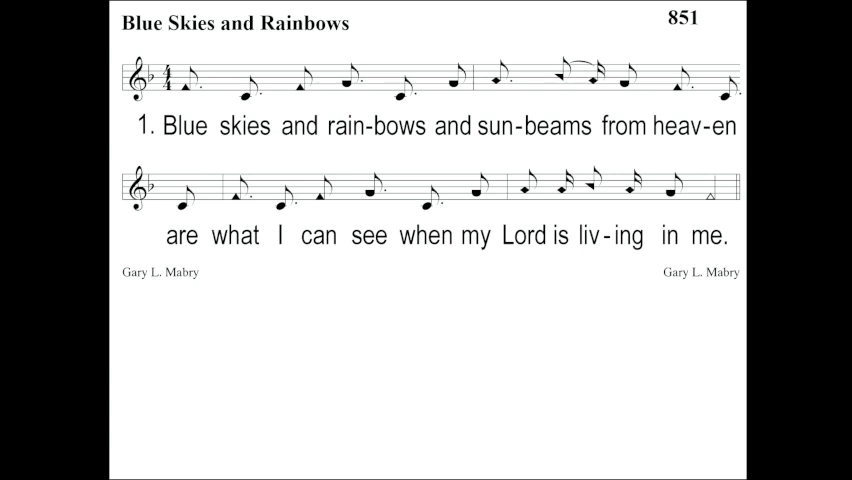 Blue Skies and Rainbows 851
1. Blue skies and rain-bows and sun-beams from heav-en
are what I can see when my Lord is liv-ing in me.
Gary L. Mabry Gary L. Mabry